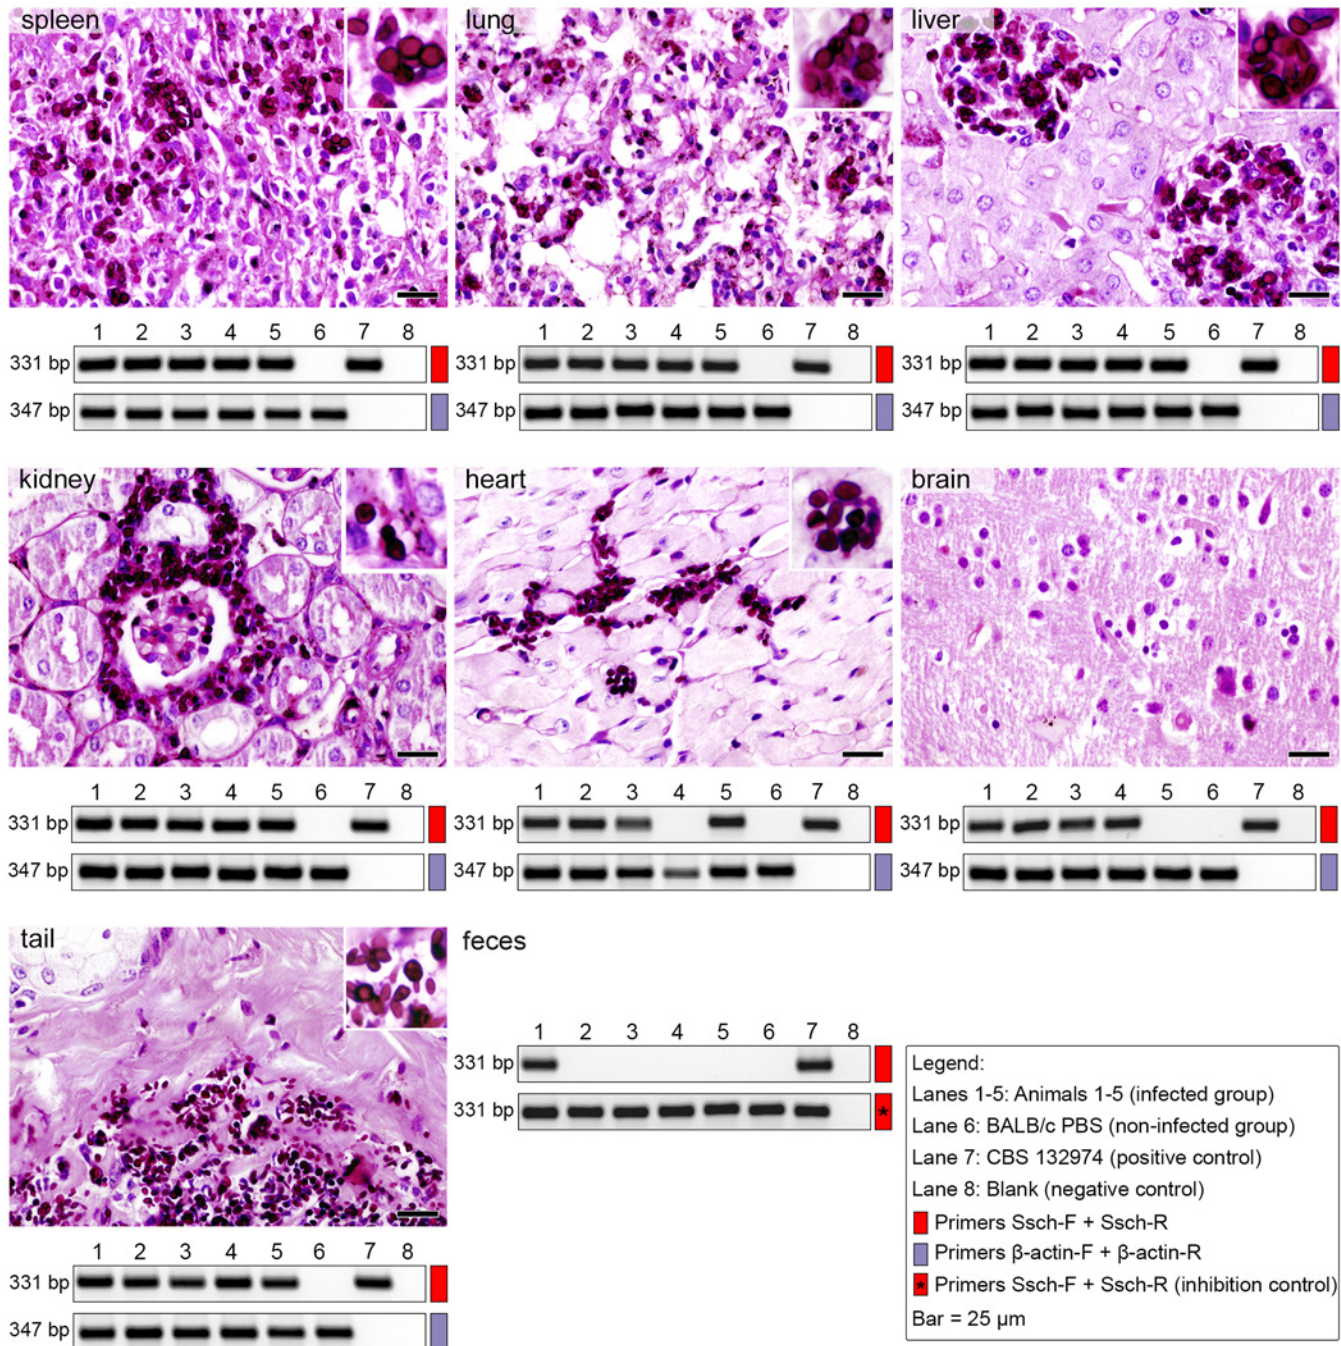 spleen
lung
liver
1 2 3 4 5 6 7 8
331 bp
347 bp
1 2 3 4 5 6 7 8
331 bp
347 bp
1 2 3 4 5 6 7 8
331 bp
347 bp
kidney
heart
brain
1 2 3 4 5 6 7 8
331 bp
347 bp
1 2 3 4 5 6 7 8
331 bp
347 bp
1 2 3 4 5 6 7 8
331 bp
347 bp
tail
feces
1 2 3 4 5 6 7 8
331 bp
347 bp
1 2 3 4 5 6 7 8
331 bp
331 bp
*
Legend:
Lanes 1-5: Animals 1-5 (infected group)
Lane 6: BALB/c PBS (non-infected group)
Lane 7: CBS 132974 (positive control)
Lane 8: Blank (negative control)
Primers Ssch-F + Ssch-R
Primers β-actin-F + β-actin-R
* Primers Ssch-F + Ssch-R (inhibition control)
Bar = 25 µm